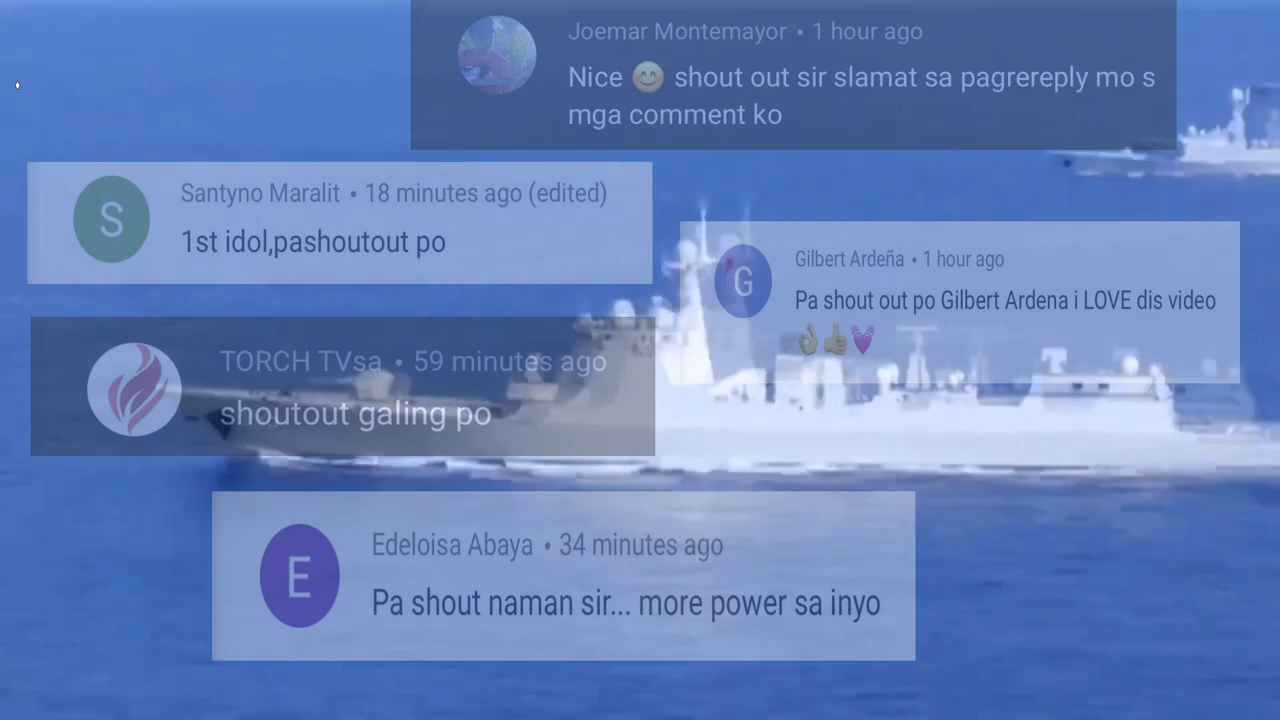 Joemar Montemayor • 1 hour ago
Nice 😊 shout out sir slamat sa pagrereply mo s
mga comment ko
S
Santyno Maralit • 18 minutes ago (edited)
1st idol,pashoutout po
G
Gilbert Ardeña • 1 hour ago
Pa shout out po Gilbert Ardena i LOVE dis video
👌👍💓
TORCH TVsa • 59 minutes ago
shoutout galing po
E
Edeloisa Abaya • 34 minutes ago
Pa shout naman sir... more power sa inyo